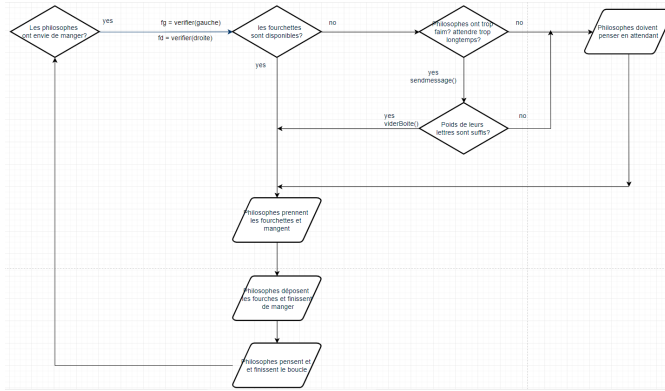 Les philosophes
ont envie de manger?
yes
fg = verifier(gauche)
fd = verifier(droite)
les fourchettes
sont disponibles?
no
yes
Philosophes ont trop
faim? attendre trop
longtemps?
no
Philosophes doivent
penser en attendant
yes
sendmessage()
Poids de leurs
lettres sont suffis?
yes
viderBoite()
no
Philosophes prennent
les fourchettes et
mangent
Philosophes déposent
les fourches et finissent
de manger
Philosophes pensent et
et finissent le boucle